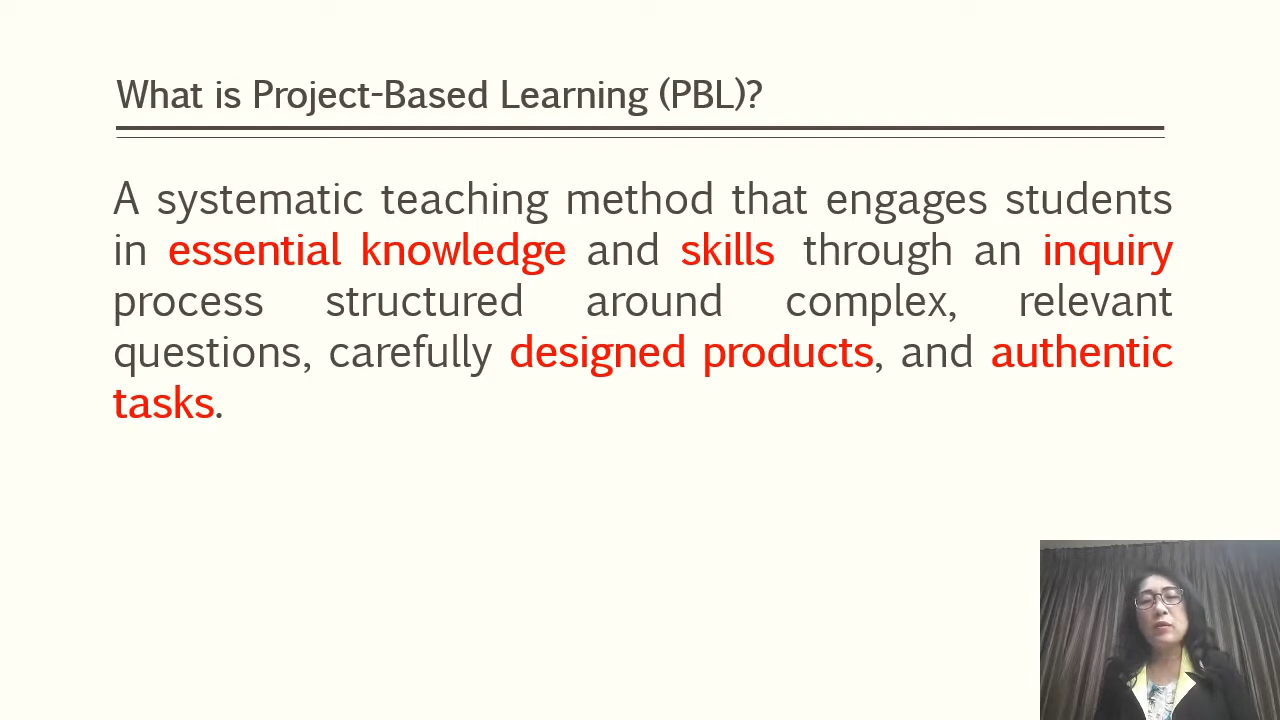 What is Project-Based Learning (PBL)?
A systematic teaching method that engages students
in essential knowledge and skills through an inquiry
process structured around complex, relevant
questions, carefully designed products, and authentic
tasks.